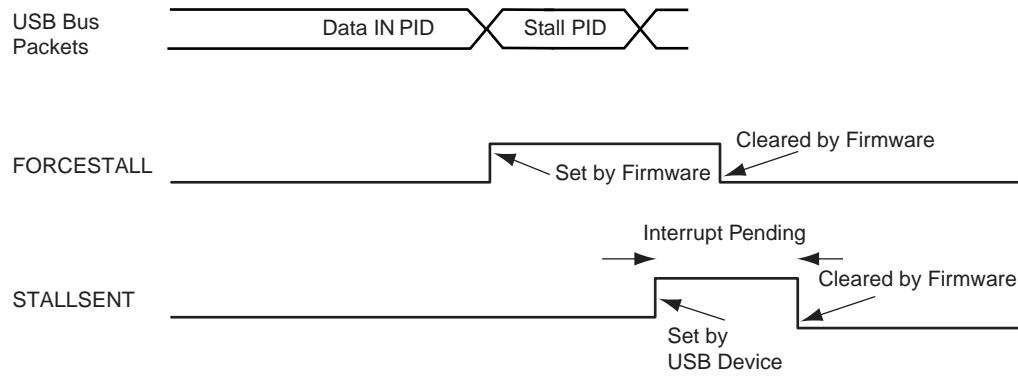 USB Bus
Packets
Data IN PID
Stall PID
Cleared by Firmware
FORCESTALL
Set by Firmware
Interrupt Pending
Cleared by Firmware
STALLSENT
Set by
USB Device